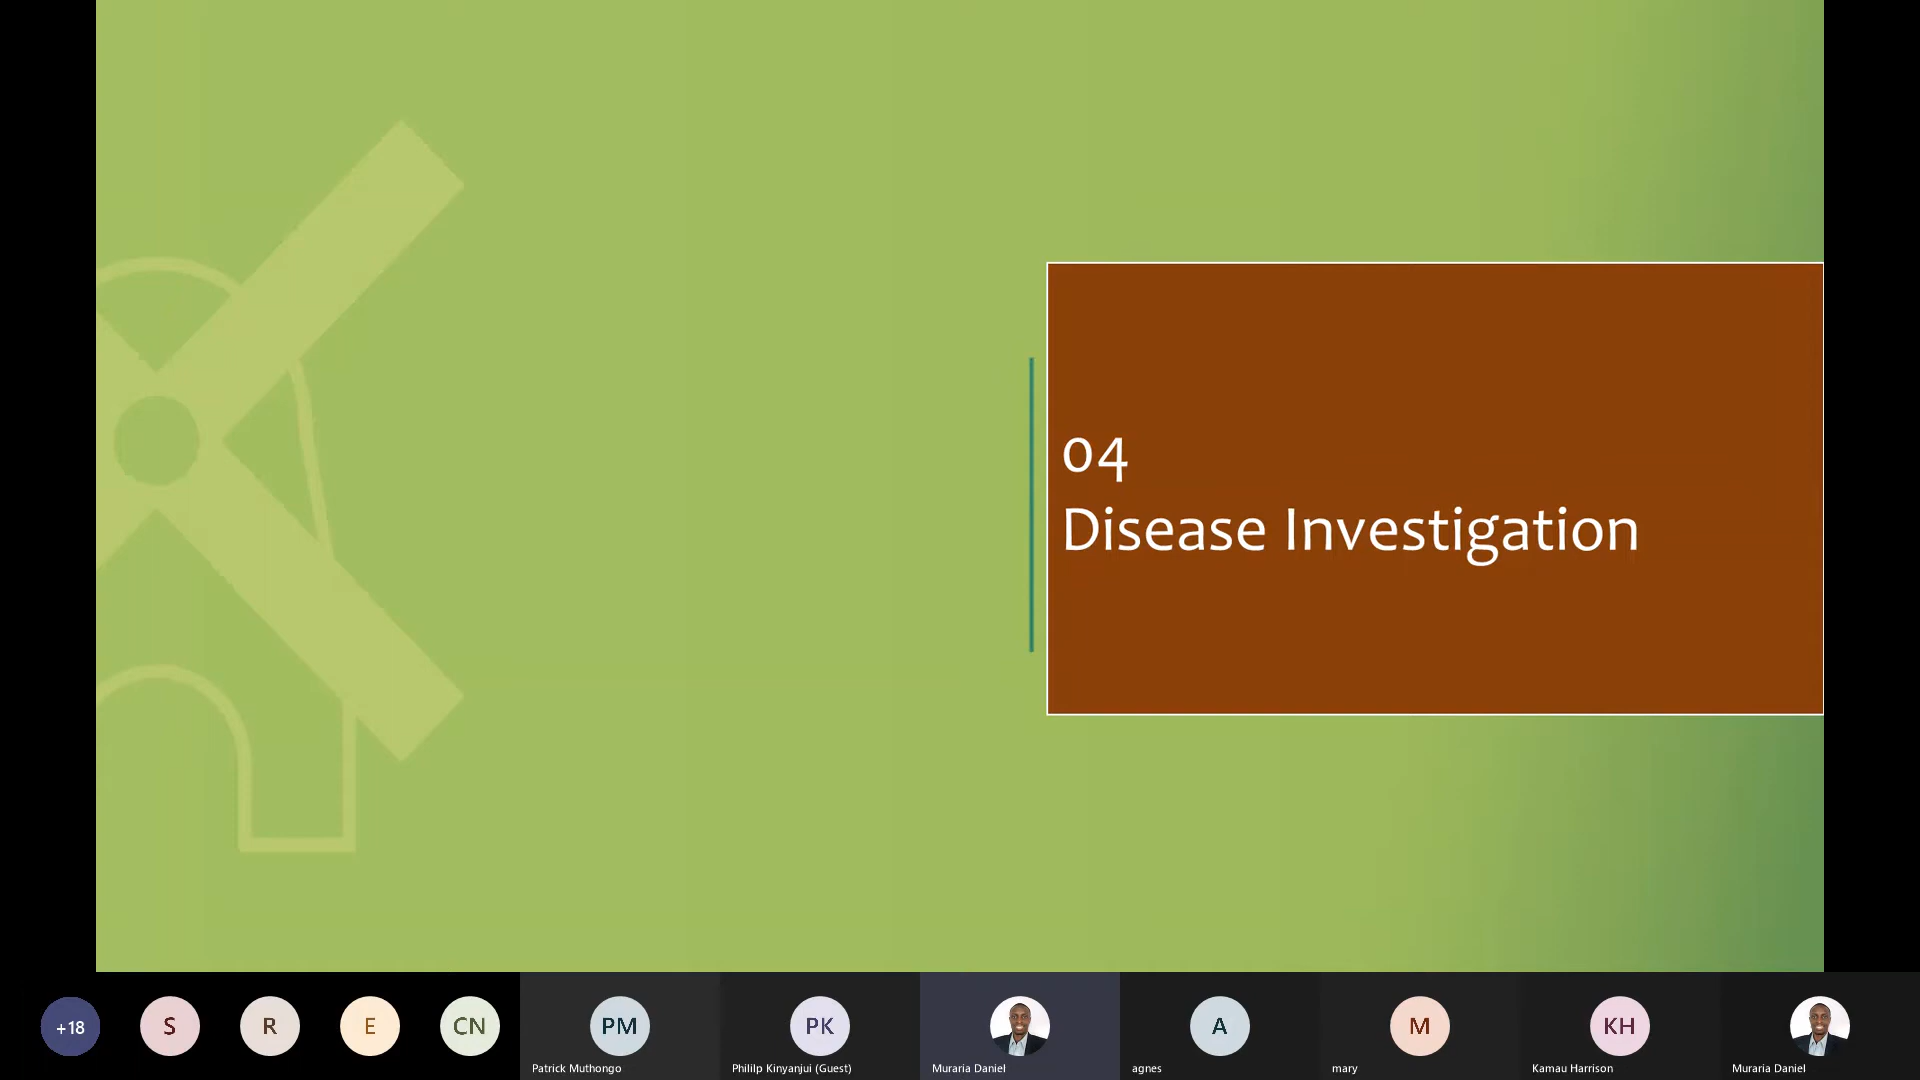 04
Disease Investigation
+18
S
R
E
CN
PM
PK
A
M
KH
Patrick Muthongo
Phililp Kinyanjui (Guest)
Muraria Daniel
agnes
mary
Kamau Harrison
Muraria Daniel